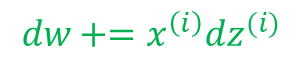 dw += x^{(i)}dz^{(i)}